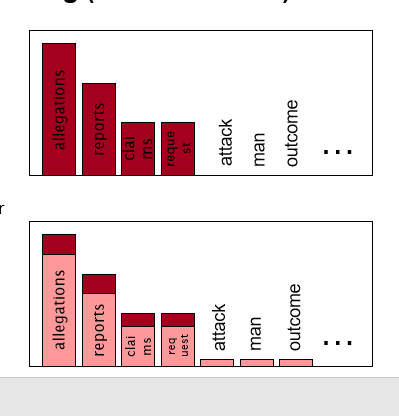 allegations
reports
clai
ms
reque
st
attack
man
outcome
...
r
allegations
reports
clai
ms
req
uest
attack
man
outcome
...